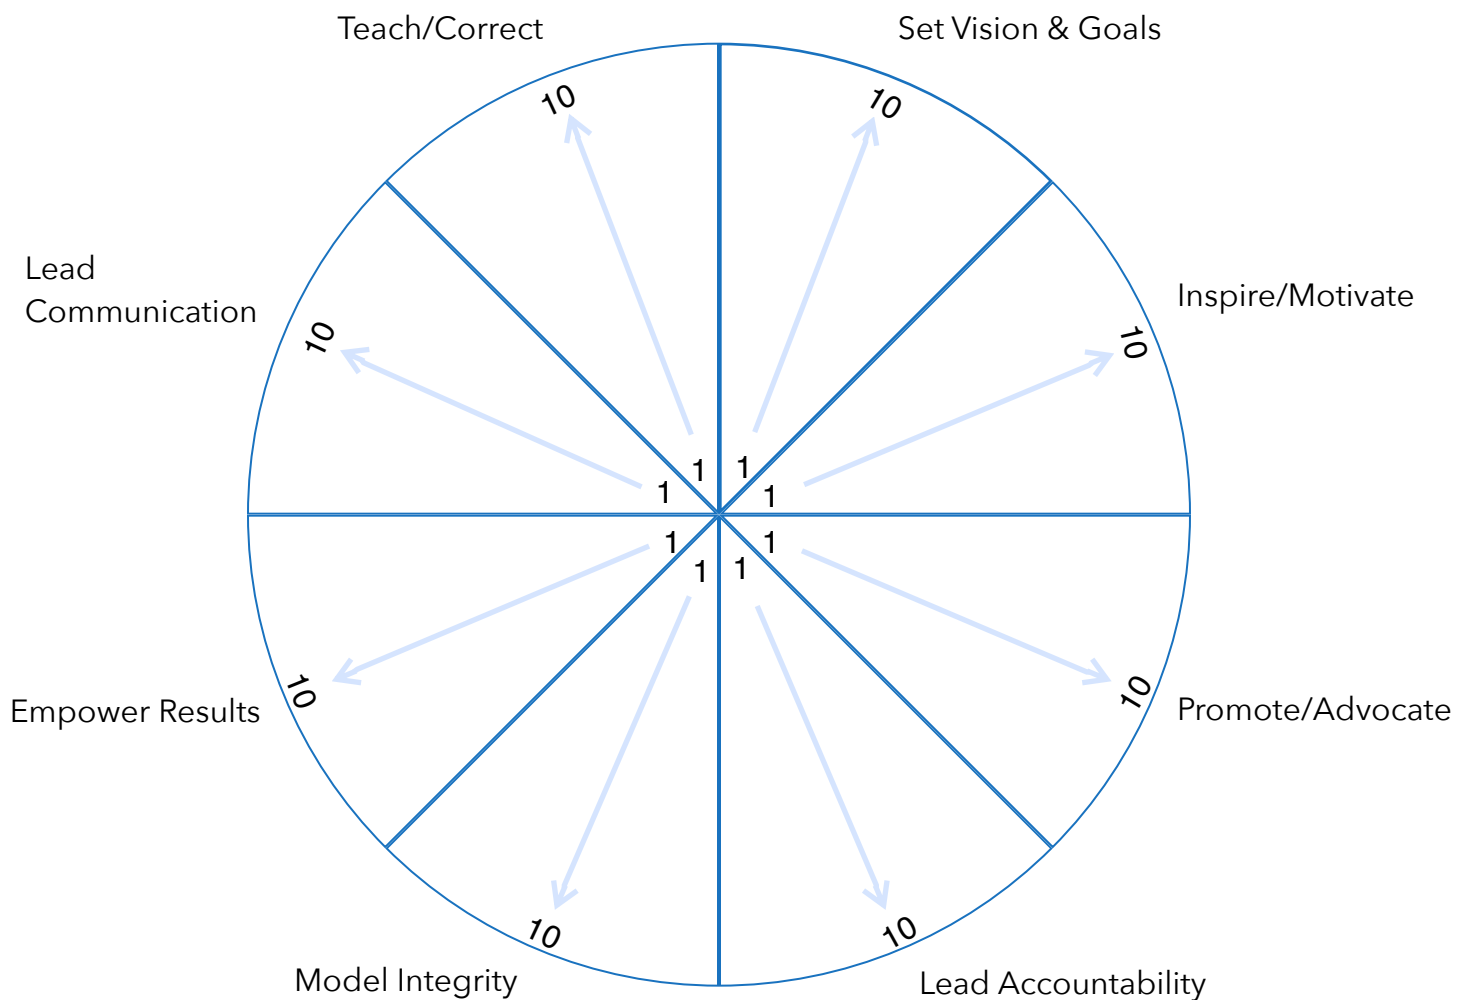 Teach/Correct
Set Vision & Goals
10
10
Lead
Communication
Inspire/Motivate
10
10
1
1
1
1
1
1
1
1
10
10
Empower Results
Promote/Advocate
10
10
Model Integrity
Lead Accountability